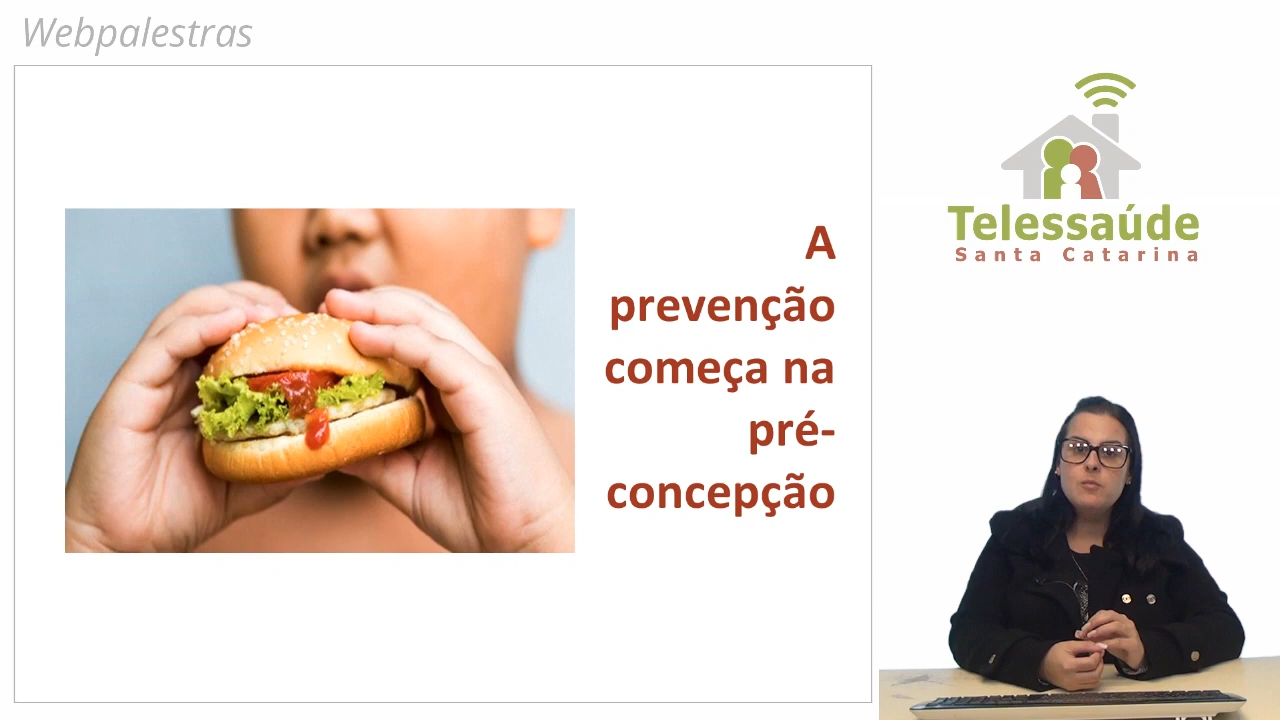 Webpalestras
A
prevenção
começa na
pré-
concepção
Telessaúde
Santa Catarina